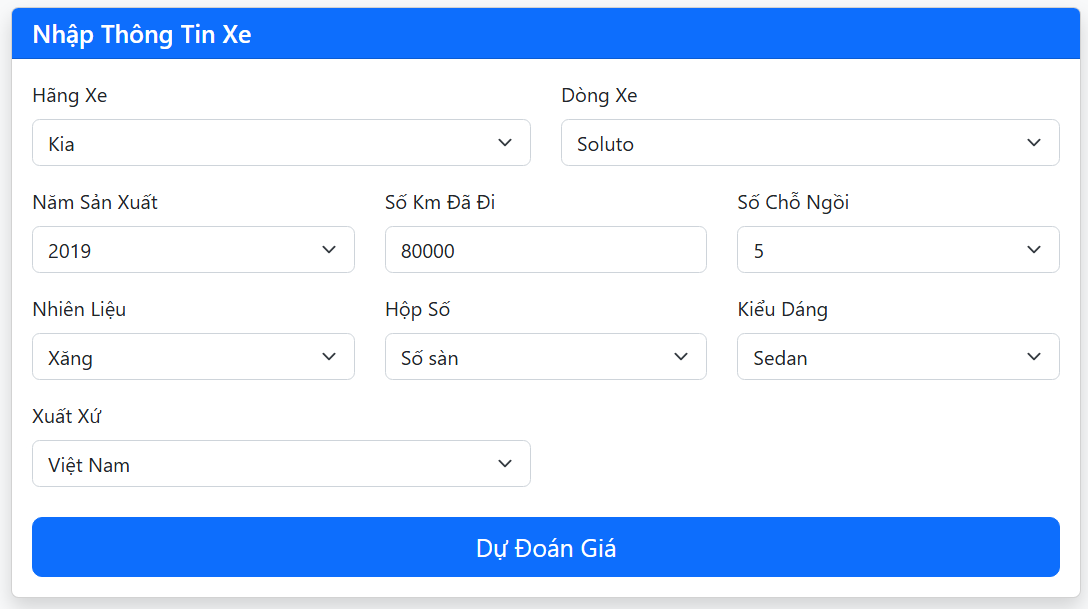 Nhập Thông Tin Xe
Hãng Xe
Dòng Xe
Kia
Soluto
Năm Sản Xuất
Số Km Đã Đi
Số Chỗ Ngồi
2019
80000
5
Nhiên Liệu
Hộp Số
Kiểu Dáng
Xăng
Số sàn
Sedan
Xuất Xứ
Việt Nam
Dự Đoán Giá